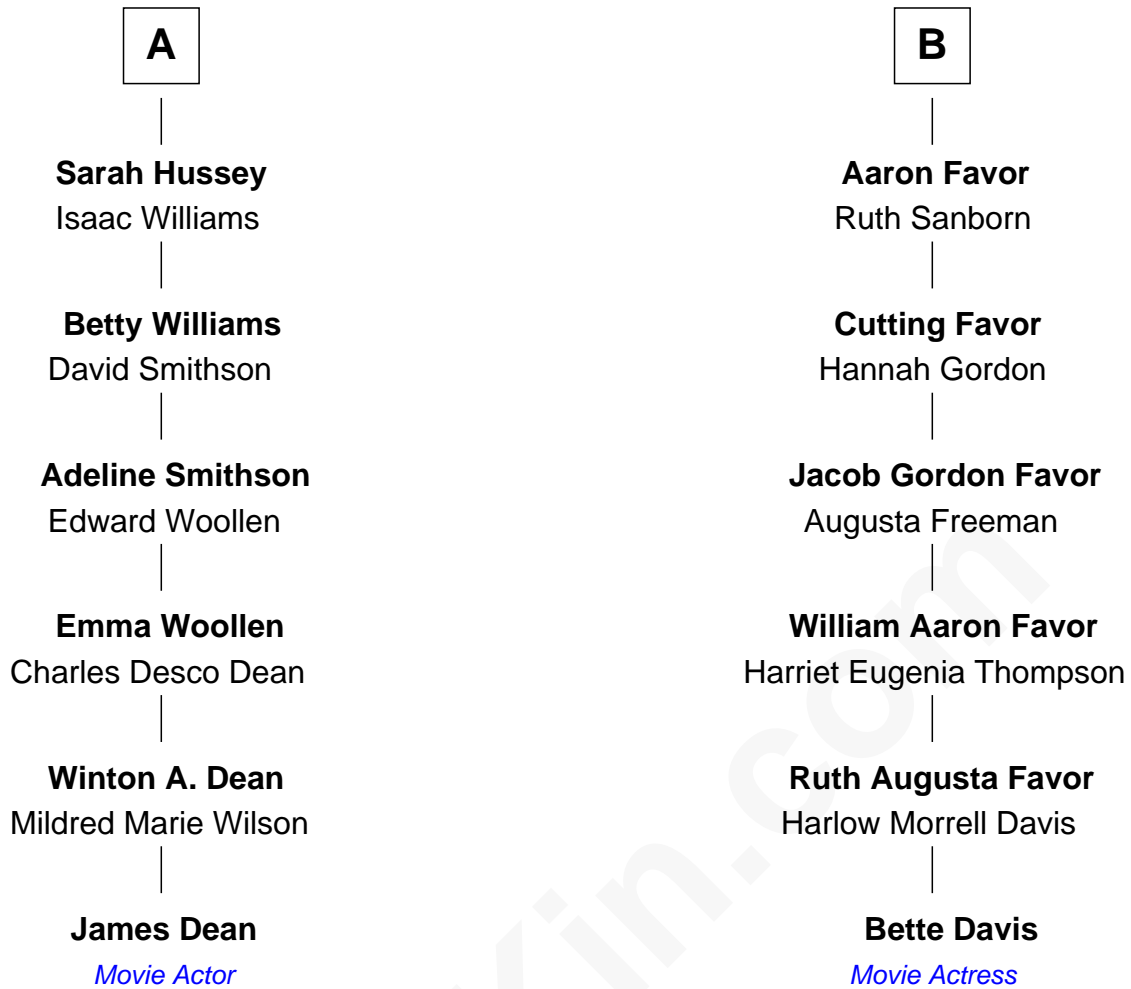 A
Sarah Hussey
Isaac Williams
Betty Williams
David Smithson
Adeline Smithson
Edward Woollen
Emma Woollen
Charles Desco Dean
Winton A. Dean
Mildred Marie Wilson
James Dean
Movie Actor
B
Aaron Favor
Ruth Sanborn
Cutting Favor
Hannah Gordon
Jacob Gordon Favor
Augusta Freeman
William Aaron Favor
Harriet Eugenia Thompson
Ruth Augusta Favor
Harlow Morrell Davis
Bette Davis
Movie Actress
Kin.com